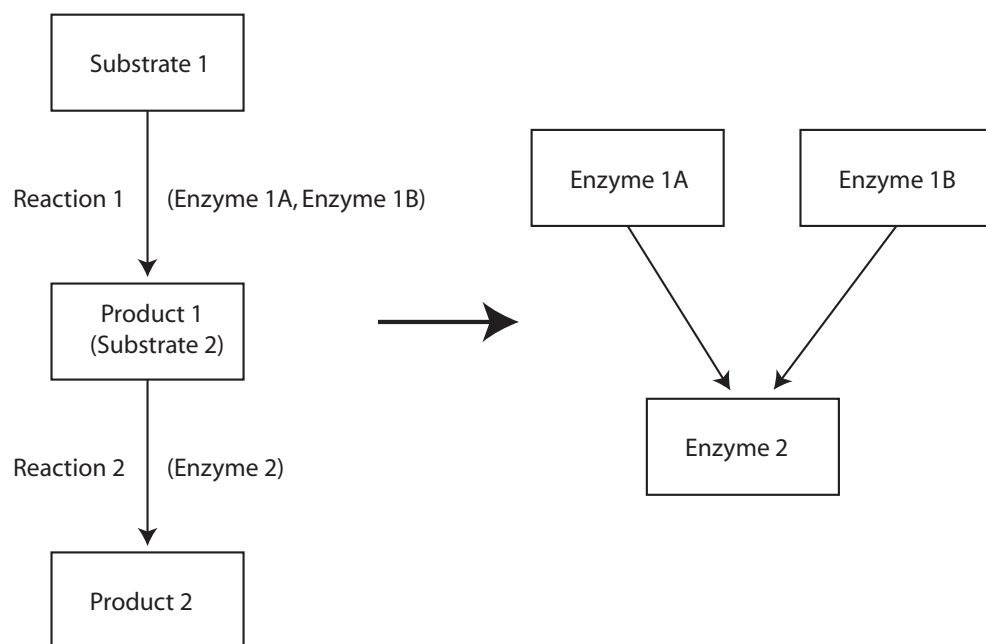 Substrate 1
Reaction 1
(Enzyme 1A, Enzyme 1B)
Product 1
(Substrate 2)
Reaction 2
(Enzyme 2)
Product 2
Enzyme 1A
Enzyme 1B
Enzyme 2